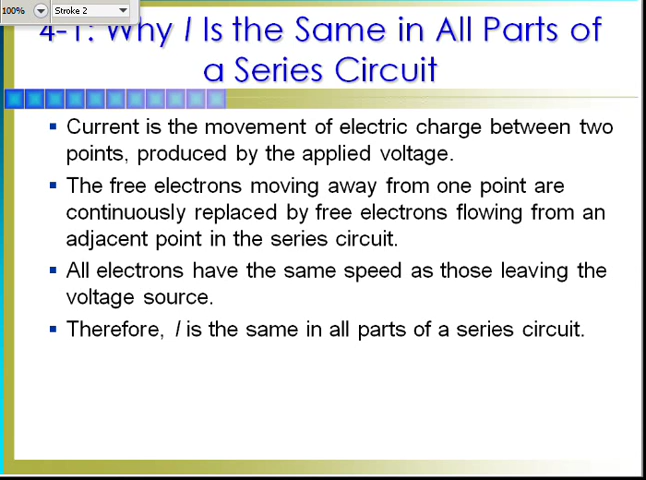 100%
Stroke 2
4-1: Why I Is the Same in All Parts of
a Series Circuit
▪ Current is the movement of electric charge between two
points, produced by the applied voltage.
▪ The free electrons moving away from one point are
continuously replaced by free electrons flowing from an
adjacent point in the series circuit.
▪ All electrons have the same speed as those leaving the
voltage source.
▪ Therefore, I is the same in all parts of a series circuit.